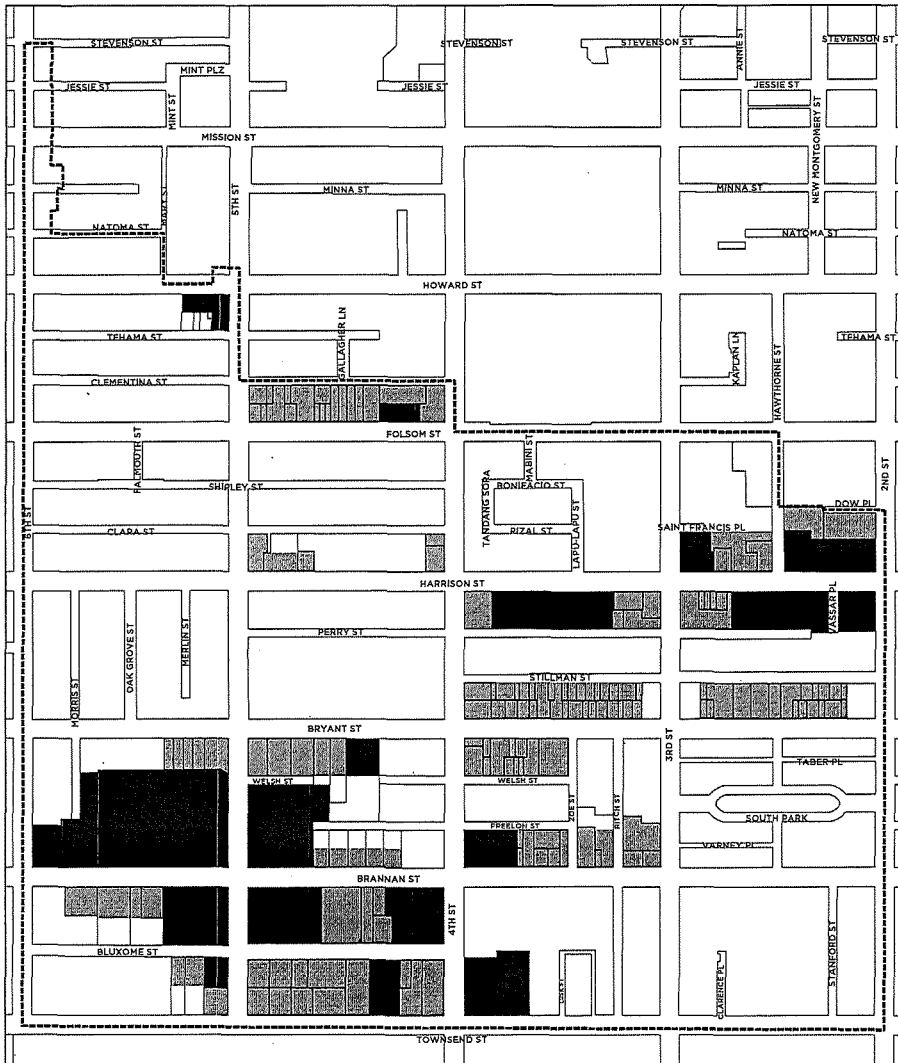 STEVENSON ST
STEVENSON ST
STEVENSON ST
STEVENSON ST
ANNIE ST
MINT PLZ
JESSIE ST
JESSIE ST
JESSIE ST
MINT ST
NEW MONTGOMERY ST
MISSION ST
MINNA ST
MINNA ST
MARY ST
5TH ST
NATOMA ST
NATOMA ST
HOWARD ST
TEHAMA ST
GALLAGHER LN
KAPLAN LN
HAWTHORNE ST
TEHAMA ST
CLEMENTINA ST
FOLSOM ST
MABINI ST
FALMOUTH ST
SHIPLEY ST
TANDANG SORA
BONIFACIO ST
LAPU-LAPU ST
2ND ST
DOW PL
6TH ST
CLARA ST
RIZAL ST
SAINT FRANCIS PL
HARRISON ST
VASSAR PL
OAK GROVE ST
MERLIN ST
PERRY ST
MORRIS ST
STILLMAN ST
BRYANT ST
3RD ST
TABER PL
WELSH ST
WELSH ST
ZOE ST
RITCH ST
SOUTH PARK
FREELON ST
VARNEY PL
BRANNAN ST
4TH ST
BLUXOME ST
STANFORD ST
CLARENCE PL
TOWNSEND ST